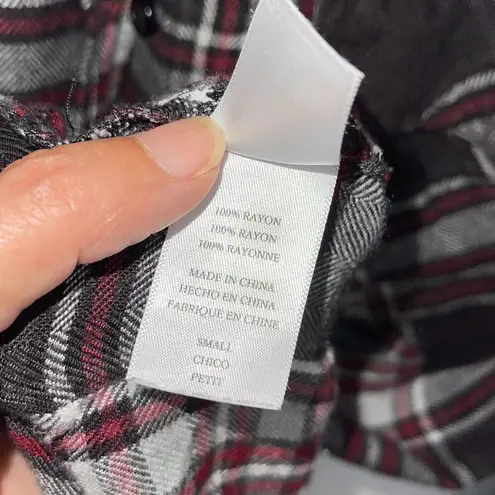 100% RAYON
100% RAYON
100% RAYONNE
MADE IN CHINA
HECHO EN CHINA
FABRIQUE EN CHINE
SMALL
CHICO
PETIT